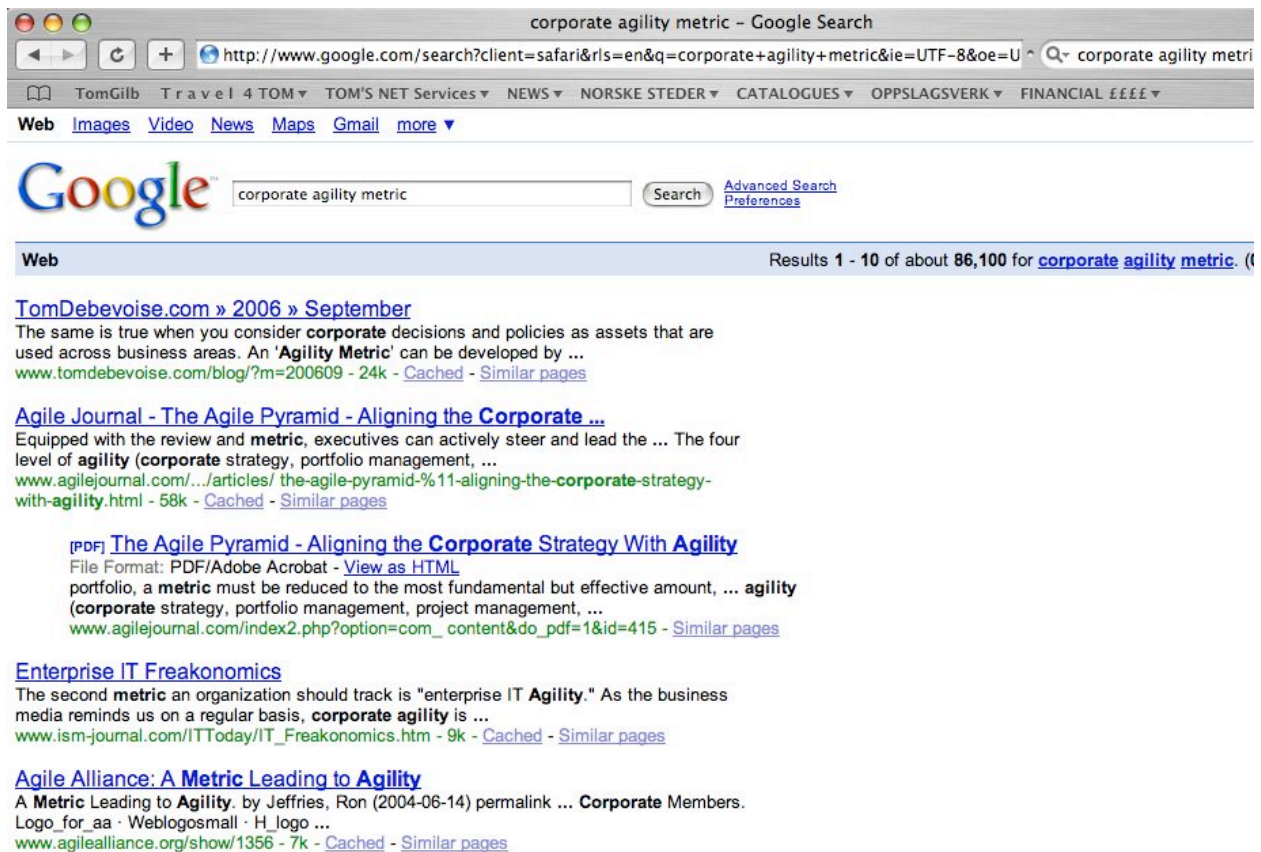 corporate agility metric – Google Search
http://www.google.com/search?client=safari&rls=en&q=corporate+agility+metric&ie=UTF-8&oe=U
corporate agility metri
TomGilb Travel 4 TOM▾ TOM'S NET Services▾ NEWS▾ NORSKE STEDER▾ CATALOGUES▾ OPPSLAGSVERK▾ FINANCIAL ££££▾
Web Images Video News Maps Gmail more ▼
Google™ corporate agility metric Search Advanced Search
Preferences
Web Results 1 - 10 of about 86,100 for corporate agility metric. (0
TomDebevoise.com » 2006 » September
The same is true when you consider corporate decisions and policies as assets that are
used across business areas. An 'Agility Metric' can be developed by ...
www.tomdebevoise.com/blog/?m=200609 - 24k - Cached - Similar pages
Agile Journal - The Agile Pyramid - Aligning the Corporate ...
Equipped with the review and metric, executives can actively steer and lead the ... The four
level of agility (corporate strategy, portfolio management, ...
www.agilejournal.com/.../articles/ the-agile-pyramid-%11-aligning-the-corporate-strategy-
with-agility.html - 58k - Cached - Similar pages
[PDF] The Agile Pyramid - Aligning the Corporate Strategy With Agility
File Format: PDF/Adobe Acrobat - View as HTML
portfolio, a metric must be reduced to the most fundamental but effective amount, ... agility
(corporate strategy, portfolio management, project management, ...
www.agilejournal.com/index2.php?option=com_ content&do_pdf=1&id=415 - Similar pages
Enterprise IT Freakonomics
The second metric an organization should track is "enterprise IT Agility." As the business
media reminds us on a regular basis, corporate agility is ...
www.ism-journal.com/ITToday/IT_Freakonomics.htm - 9k - Cached - Similar pages
Agile Alliance: A Metric Leading to Agility
A Metric Leading to Agility. by Jeffries, Ron (2004-06-14) permalink ... Corporate Members.
Logo_for_aa · Weblogosmall · H_logo ...
www.agilealliance.org/show/1356 - 7k - Cached - Similar pages